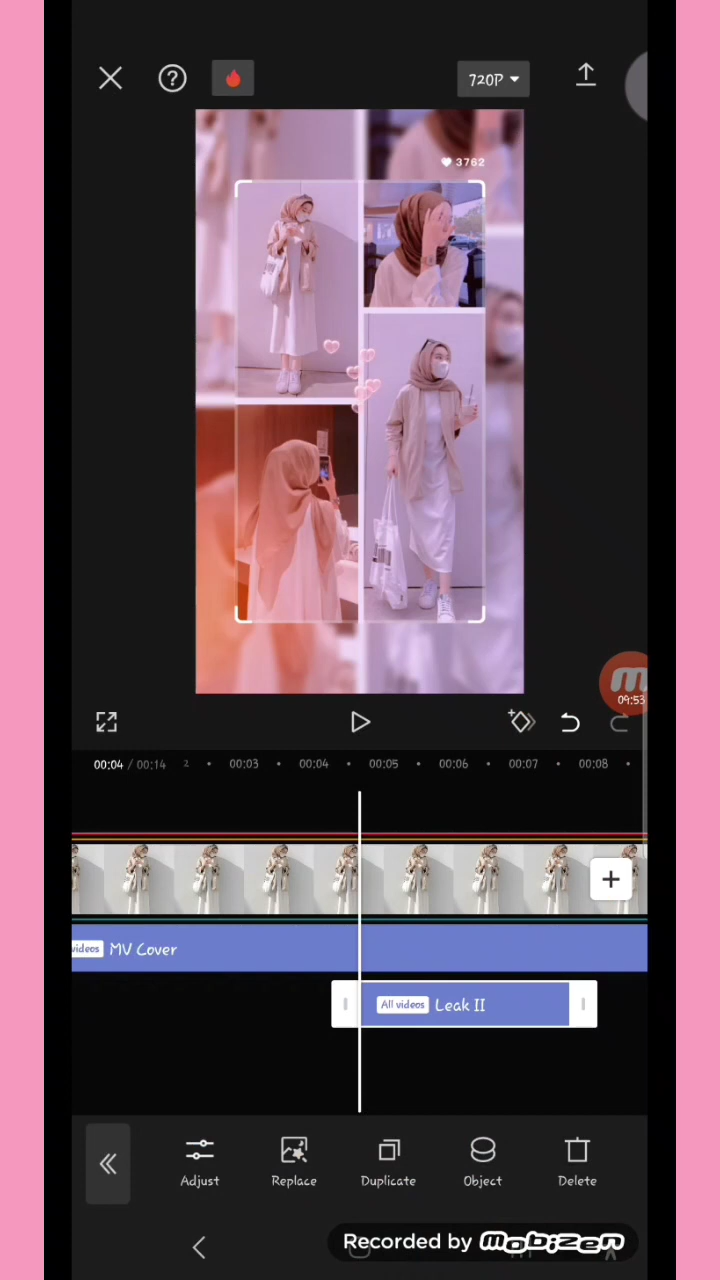 720P
3762
09:53
00:04 / 00:14 2 00:03 00:04 00:05 00:06 00:07 00:08
videos MV Cover
All videos Leak II
Adjust Replace Duplicate Object Delete
Recorded by mobizen